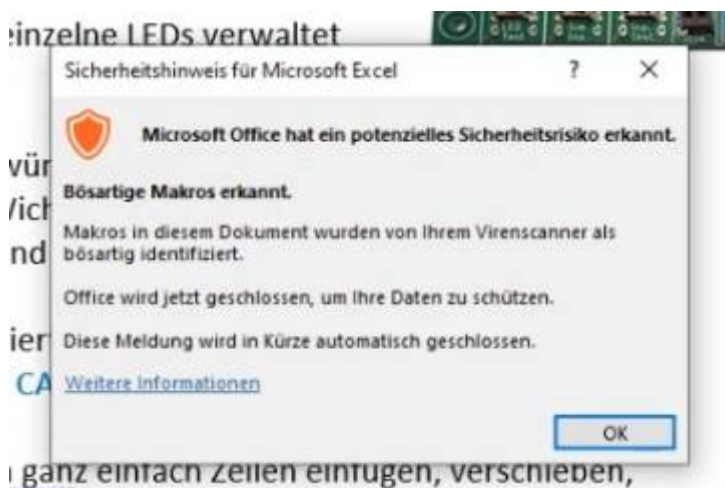 einzelne LEDs verwaltet
Sicherheitshinweis für Microsoft Excel ? ✕
Microsoft Office hat ein potenzielles Sicherheitsrisiko erkannt.
Bösartige Makros erkannt.
Makros in diesem Dokument wurden von Ihrem Virenscanner als
bösartig identifiziert.
Office wird jetzt geschlossen, um Ihre Daten zu schützen.
Diese Meldung wird in Kürze automatisch geschlossen.
CA
Weitere Informationen
OK
ganz einfach Zeilen einfügen, verschieben,